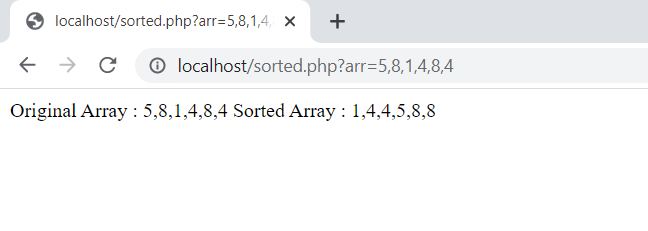 localhost/sorted.php?arr=5,8,1,4,
localhost/sorted.php?arr=5,8,1,4,8,4
Original Array : 5,8,1,4,8,4 Sorted Array : 1,4,4,5,8,8